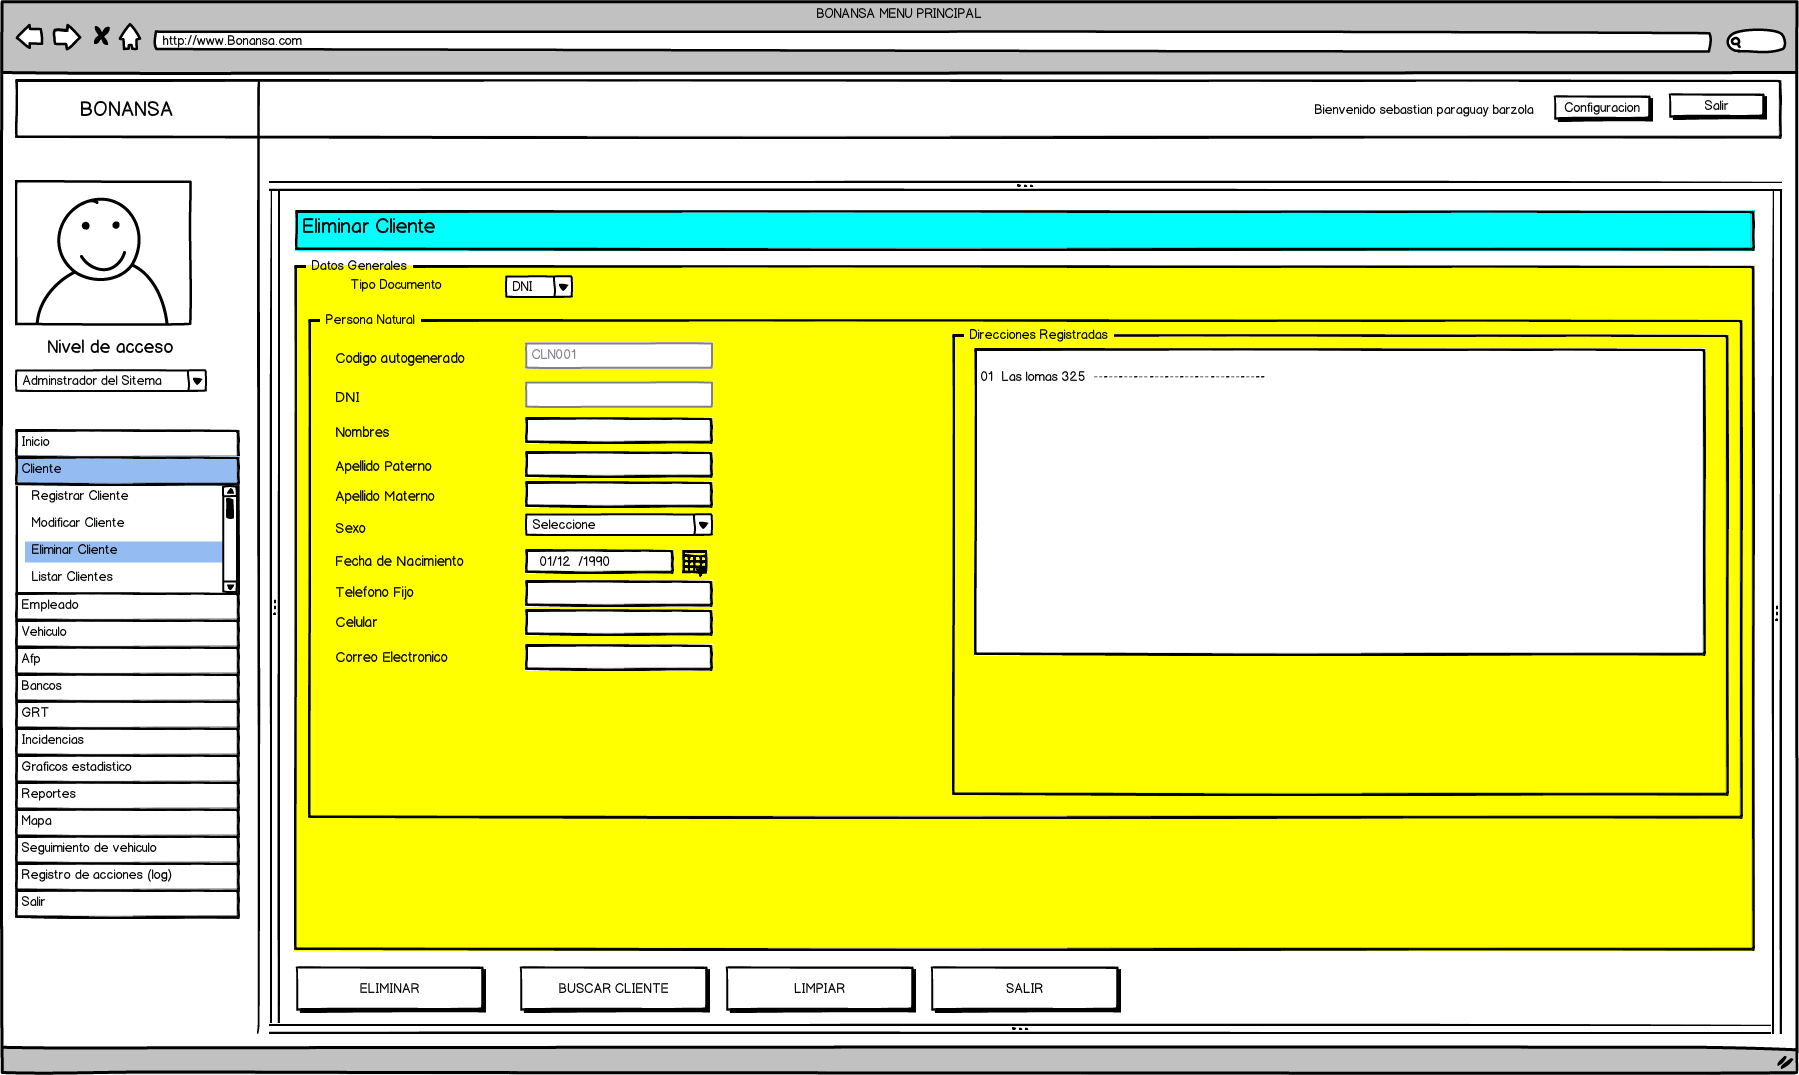 BONANSA MENU PRINCIPAL
http://www.Bonansa.com
BONANSA
Bienvenido sebastian paraguay barzola
Configuracion
Salir
Nivel de acceso
Adminstrador del Sitema
Inicio
Cliente
Registrar Cliente
Modificar Cliente
Eliminar Cliente
Listar Clientes
Empleado
Vehiculo
Afp
Bancos
GRT
Incidencias
Graficos estadistico
Reportes
Mapa
Seguimiento de vehiculo
Registro de acciones (log)
Salir
Eliminar Cliente
Datos Generales
Tipo Documento
DNI
Persona Natural
Codigo autogenerado
CLN001
DNI
Nombres
Apellido Paterno
Apellido Materno
Sexo
Seleccione
Fecha de Nacimiento
01/12 /1990
Telefono Fijo
Celular
Correo Electronico
Direcciones Registradas
01 Las lomas 325 -----------------------------------
ELIMINAR
BUSCAR CLIENTE
LIMPIAR
SALIR